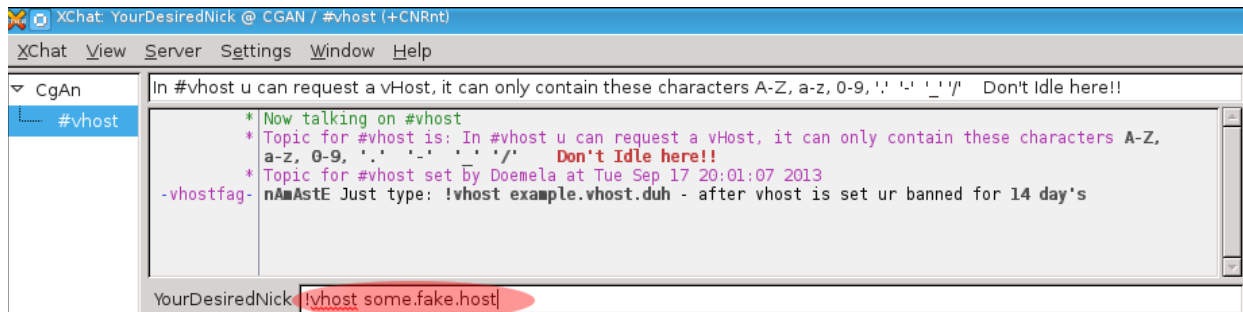 XChat: YourDesiredNick @ CGAN / #vhost (+CNRnt)
XChat View Server Settings Window Help
CgAn
#vhost
In #vhost u can request a vHost, it can only contain these characters A-Z, a-z, 0-9, '.' '-' '_' '/' Don't Idle here!!
* Now talking on #vhost
* Topic for #vhost is: In #vhost u can request a vHost, it can only contain these characters A-Z,
a-z, 0-9, '.' '-' '_' '/' Don't Idle here!!
* Topic for #vhost set by Doemela at Tue Sep 17 20:01:07 2013
-vhostfag- nAmAstE Just type: !vhost example.vhost.duh - after vhost is set ur banned for 14 day's
YourDesiredNick !vhost some.fake.host